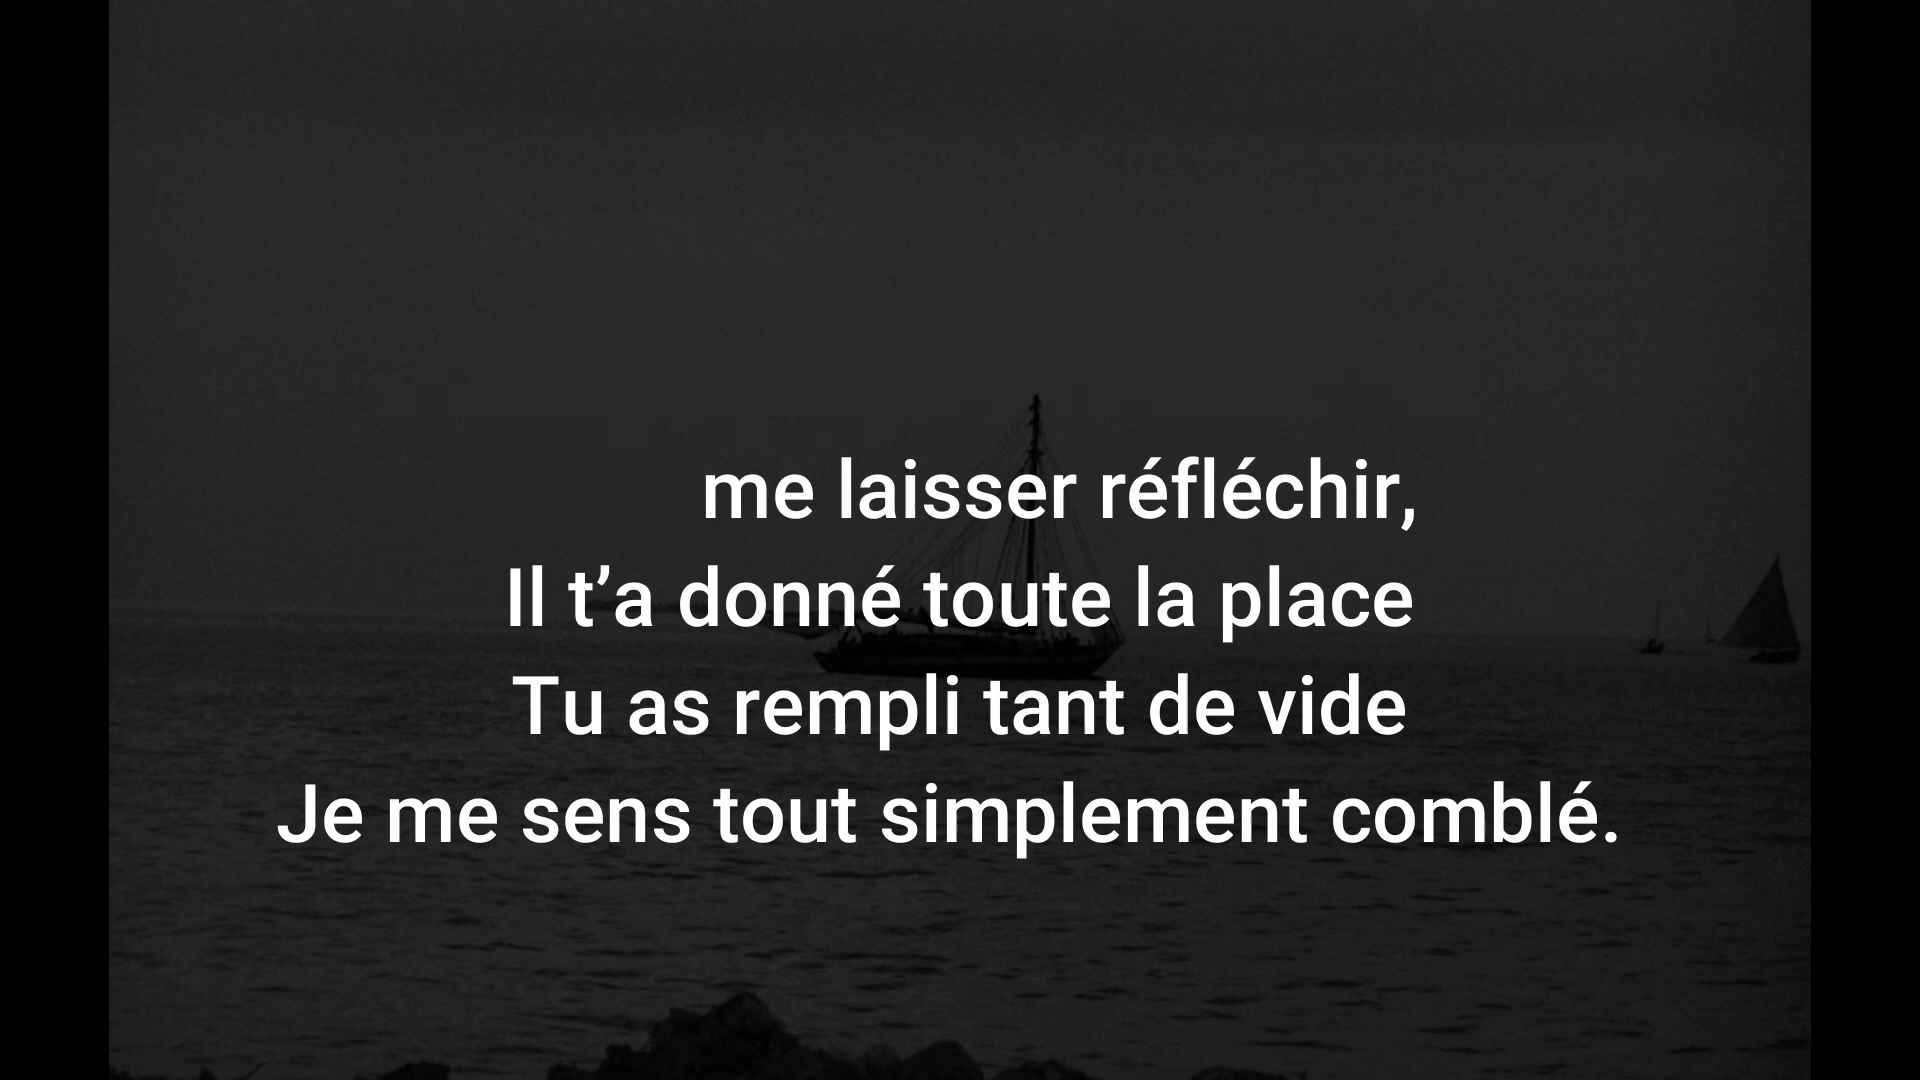 me laisser réfléchir,
Il t’a donné toute la place
Tu as rempli tant de vide
Je me sens tout simplement comblé.